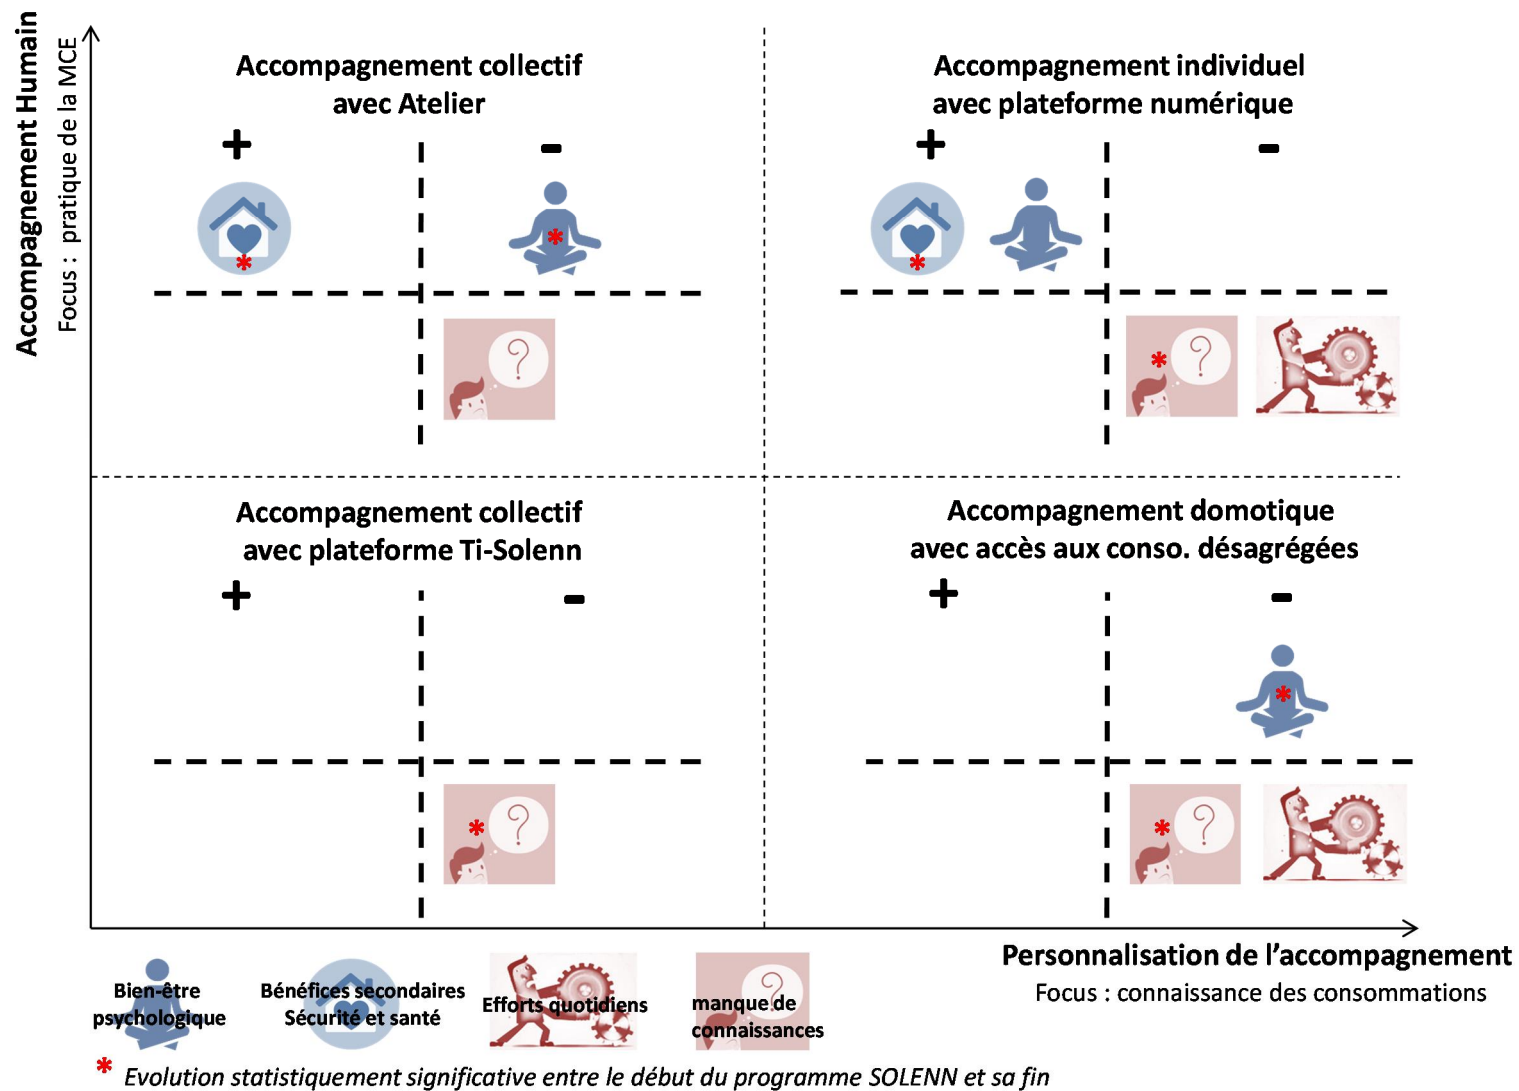 Accompagnement Humain
Focus : pratique de la MCE
Accompagnement collectif
avec Atelier
+
-
Accompagnement individuel
avec plateforme numérique
+
-
?
?
Accompagnement collectif
avec plateforme Ti-Solenn
+
-
Accompagnement domotique
avec accès aux conso. désagrégées
+
-
?
?
Personnalisation de l'accompagnement
Focus : connaissance des consommations
Bien-être
psychologique
Bénéfices secondaires
Sécurité et santé
Efforts quotidiens
?
manque de
connaissances
* Evolution statistiquement significative entre le début du programme SOLENN et sa fin